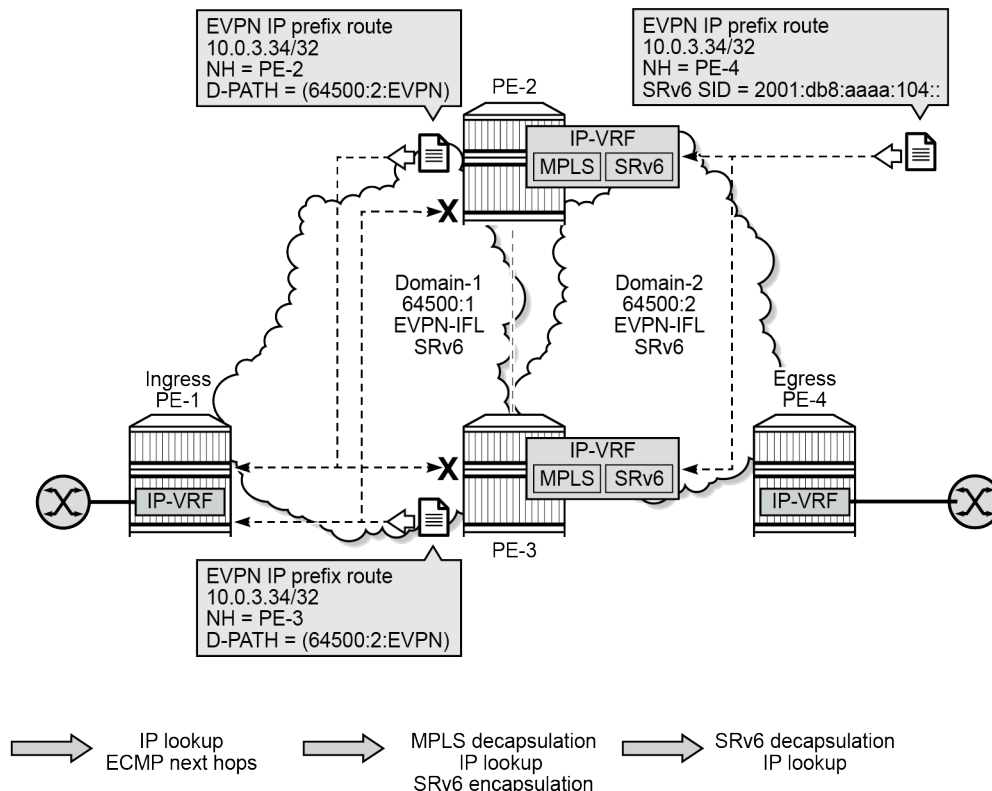 EVPN IP prefix route
10.0.3.34/32
NH = PE-2
D-PATH = (64500:2:EVPN)
EVPN IP prefix route
10.0.3.34/32
NH = PE-4
SRv6 SID = 2001:db8:aaaa:104::
PE-2
IP-VRF
MPLS
SRv6
X
Domain-1
64500:1
EVPN-IFL
SRv6
Domain-2
64500:2
EVPN-IFL
SRv6
Ingress
PE-1
IP-VRF
X
IP-VRF
MPLS
SRv6
PE-3
Egress
PE-4
IP-VRF
EVPN IP prefix route
10.0.3.34/32
NH = PE-3
D-PATH = (64500:2:EVPN)
IP lookup
ECMP next hops
MPLS decapsulation
IP lookup
SRv6 encapsulation
SRv6 decapsulation
IP lookup